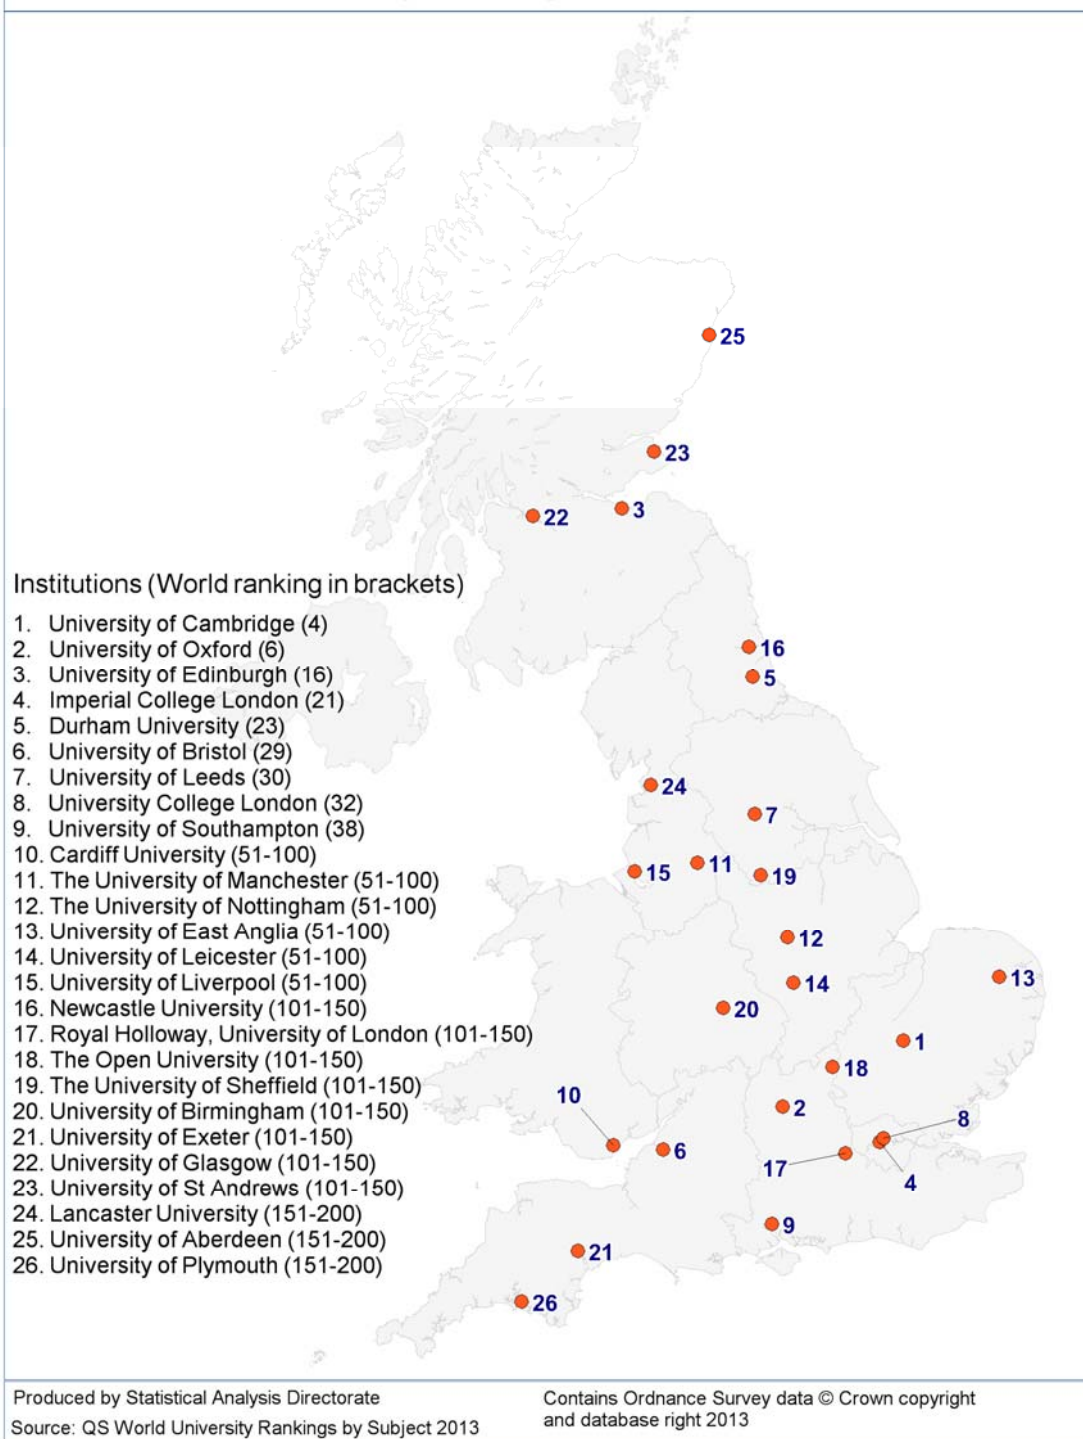 25
23
3
22
Institutions (World ranking in brackets)
1. University of Cambridge (4)
2. University of Oxford (6)
3. University of Edinburgh (16)
4. Imperial College London (21)
5. Durham University (23)
6. University of Bristol (29)
7. University of Leeds (30)
8. University College London (32)
9. University of Southampton (38)
10. Cardiff University (51-100)
11. The University of Manchester (51-100)
12. The University of Nottingham (51-100)
13. University of East Anglia (51-100)
14. University of Leicester (51-100)
15. University of Liverpool (51-100)
16. Newcastle University (101-150)
17. Royal Holloway, University of London (101-150)
18. The Open University (101-150)
19. The University of Sheffield (101-150)
20. University of Birmingham (101-150)
21. University of Exeter (101-150)
22. University of Glasgow (101-150)
23. University of St Andrews (101-150)
24. Lancaster University (151-200)
25. University of Aberdeen (151-200)
26. University of Plymouth (151-200)
16
5
24
7
11
15
19
12
13
14
20
1
18
10
2
8
6
17
4
9
21
26
Produced by Statistical Analysis Directorate
Source: QS World University Rankings by Subject 2013
Contains Ordnance Survey data © Crown copyright
and database right 2013